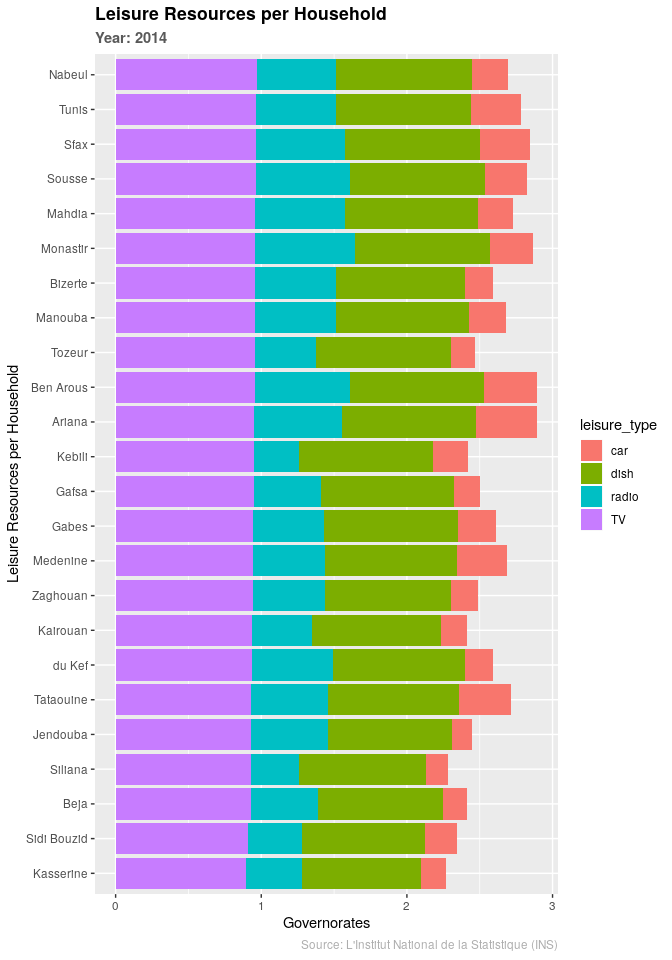 Leisure Resources per Household
Year: 2014
Leisure Resources per Household
Nabeul
Tunis
Sfax
Sousse
Mahdia
Monastir
Bizerte
Manouba
Tozeur
Ben Arous
Ariana
Kebili
Gafsa
Gabes
Medenine
Zaghouan
Kairouan
du Kef
Tataouine
Jendouba
Siliana
Beja
Sidi Bouzid
Kasserine
0 1 2 3
Governorates
leisure_type
car
dish
radio
TV
Source: L'Institut National de la Statistique (INS)